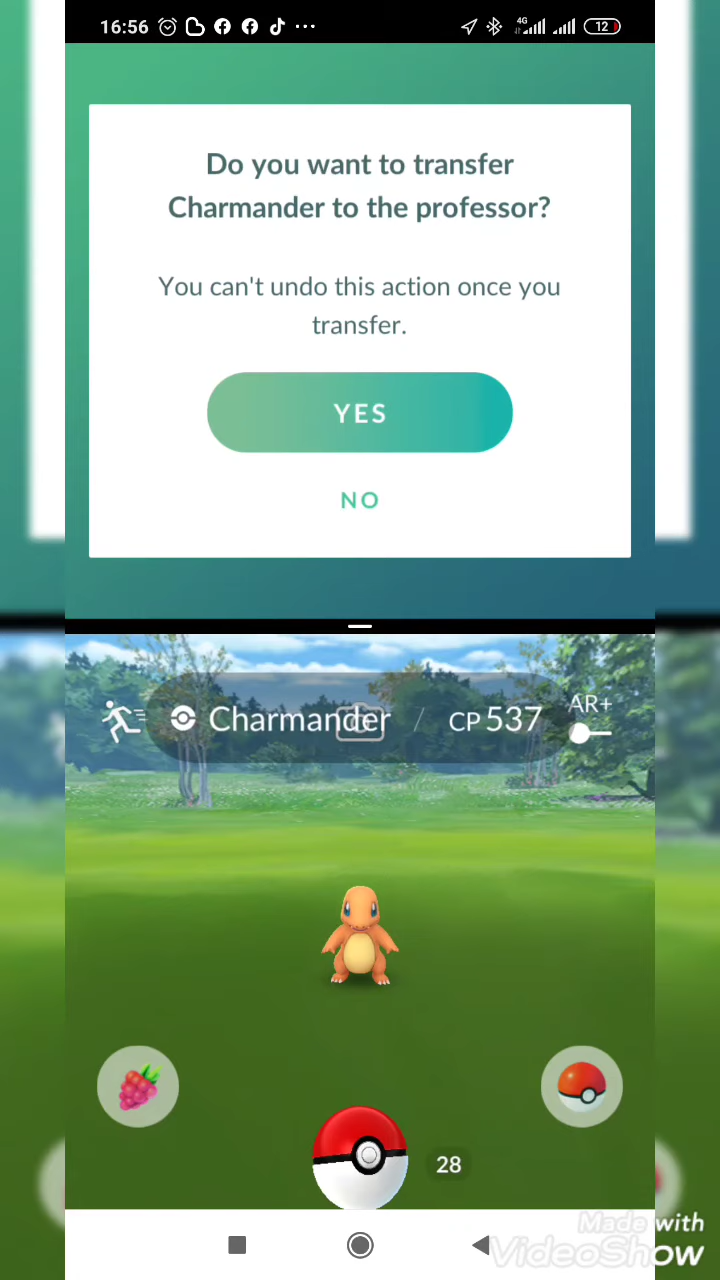 16:56
4G
12
Do you want to transfer
Charmander to the professor?
You can't undo this action once you
transfer.
YES
NO
Charmander / CP 537
AR+
28
Made with
VideoShow